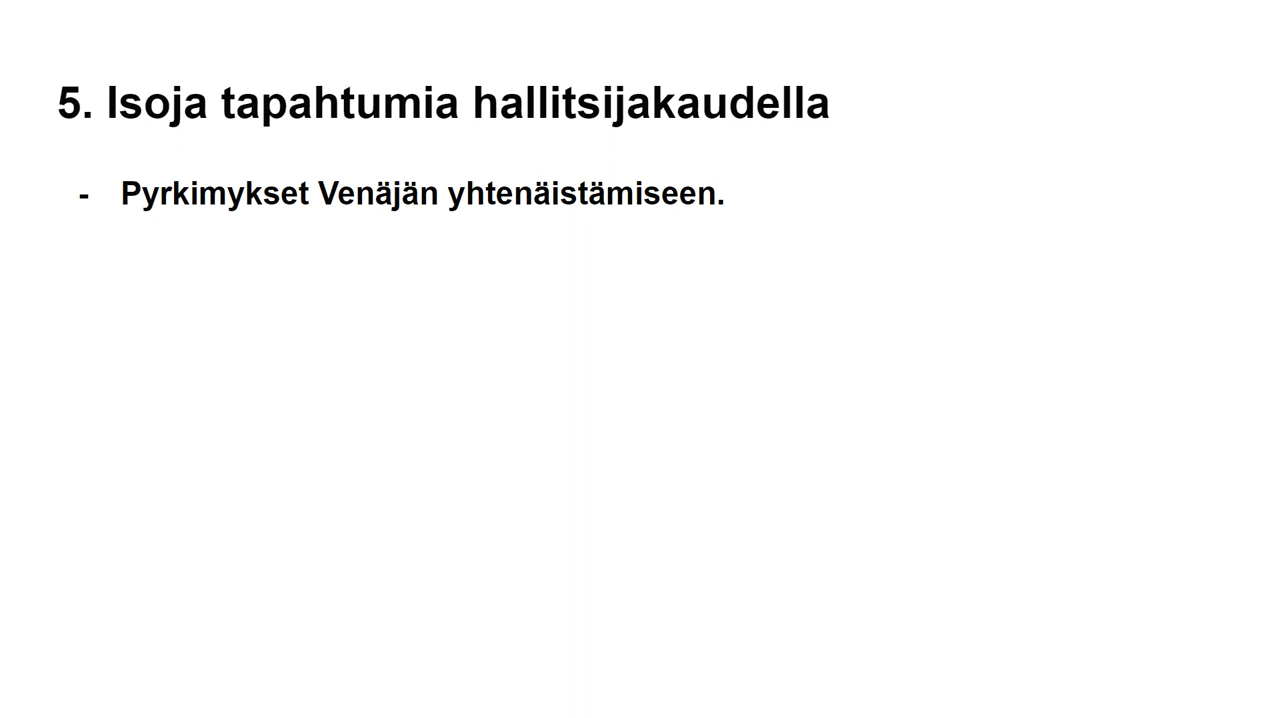 5. Isoja tapahtumia hallitsijakaudella
- Pyrkimykset Venäjän yhtenäistämiseen.